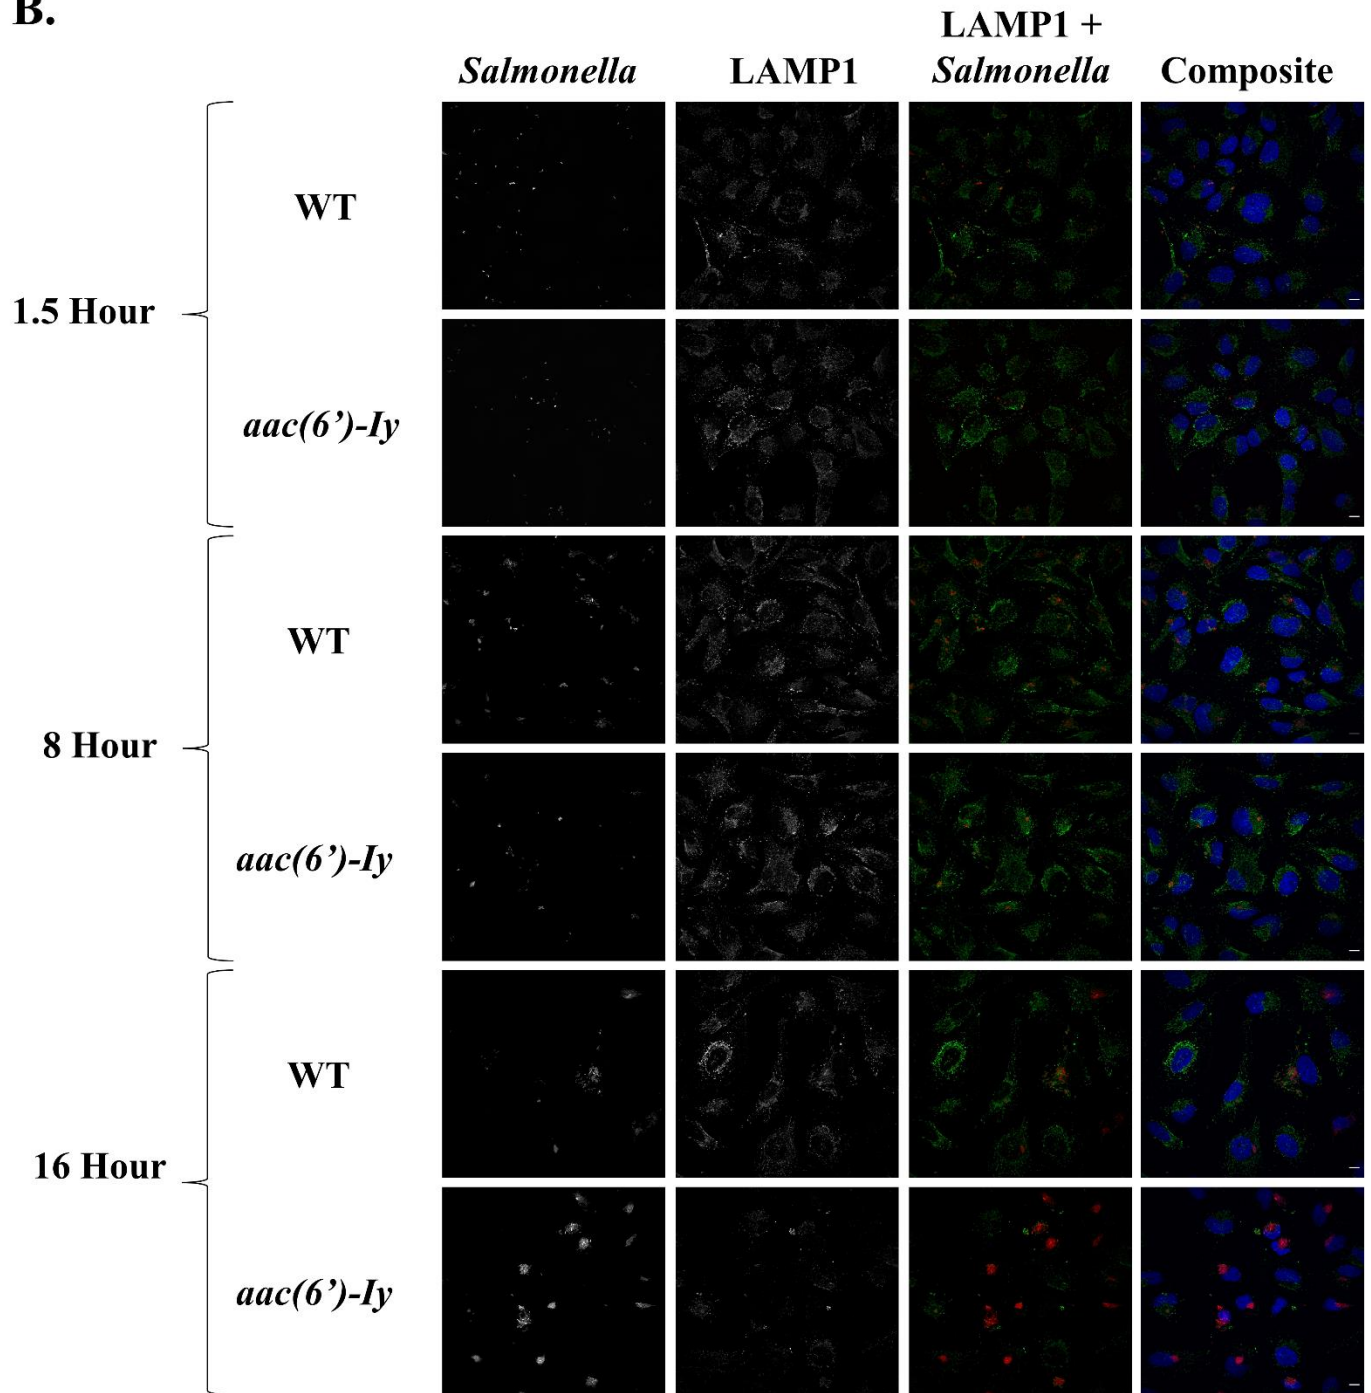 B.
LAMP1 +
Salmonella LAMP1 Salmonella Composite
WT
1.5 Hour
aac(6’)-Iy
WT
8 Hour
aac(6’)-Iy
WT
16 Hour
aac(6’)-Iy